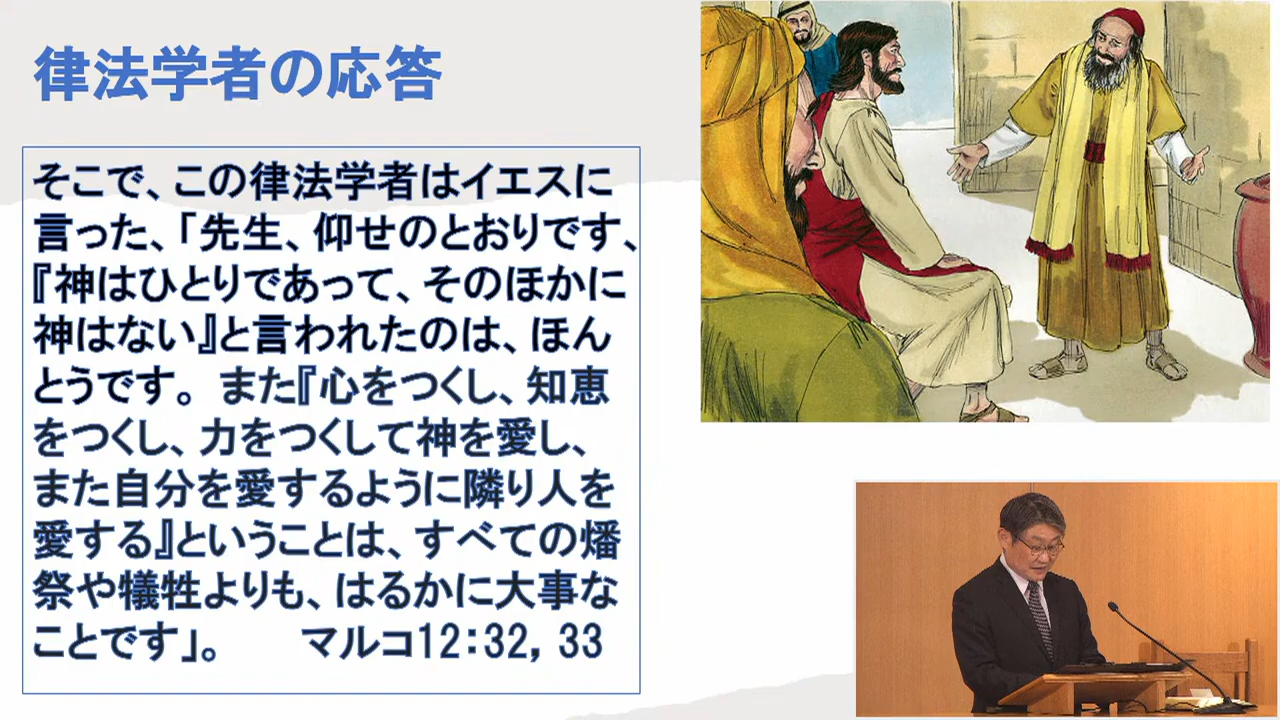 律法学者の応答
そこで、この律法学者はイエスに
言った、「先生、仰せのとおりです、
『神はひとりであって、そのほかに
神はない』と言われたのは、ほん
とうです。 また『心をつくし、知恵
をつくし、力をつくして神を愛し、
また自分を愛するように隣り人を
愛する』ということは、すべての燔
祭や犠牲よりも、はるかに大事な
ことです」。 マルコ12：32，33